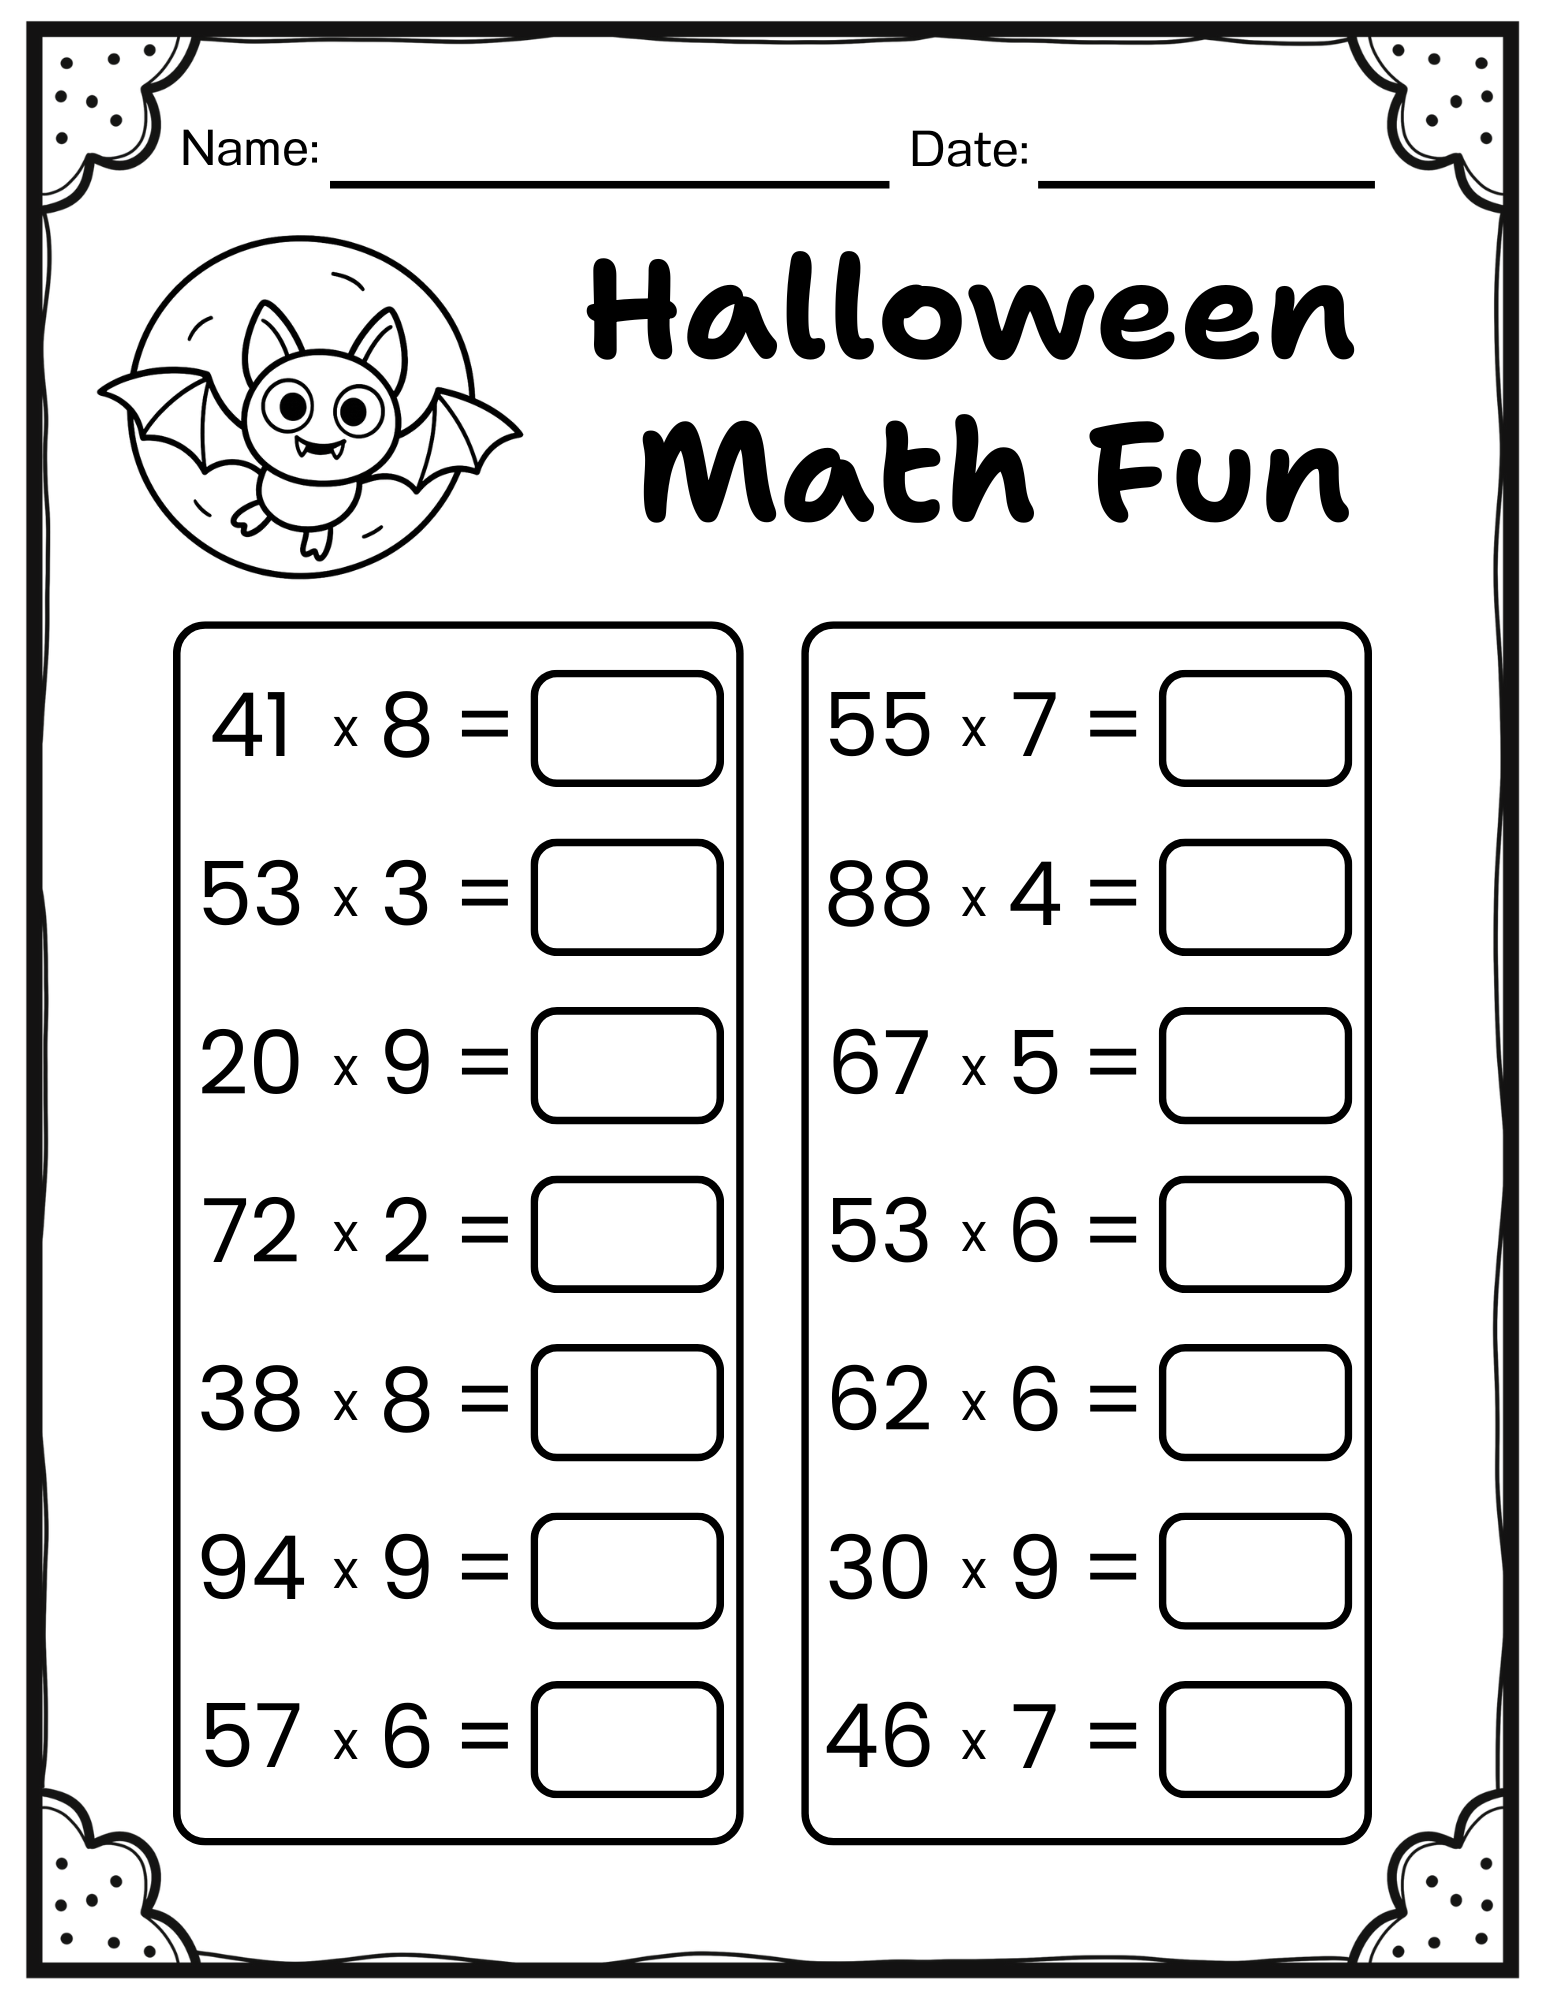 Name: Date:
Halloween
Math Fun
41 x 8 =
53 x 3 =
20 x 9 =
72 x 2 =
38 x 8 =
94 x 9 =
57 x 6 =
55 x 7 =
88 x 4 =
67 x 5 =
53 x 6 =
62 x 6 =
30 x 9 =
46 x 7 =